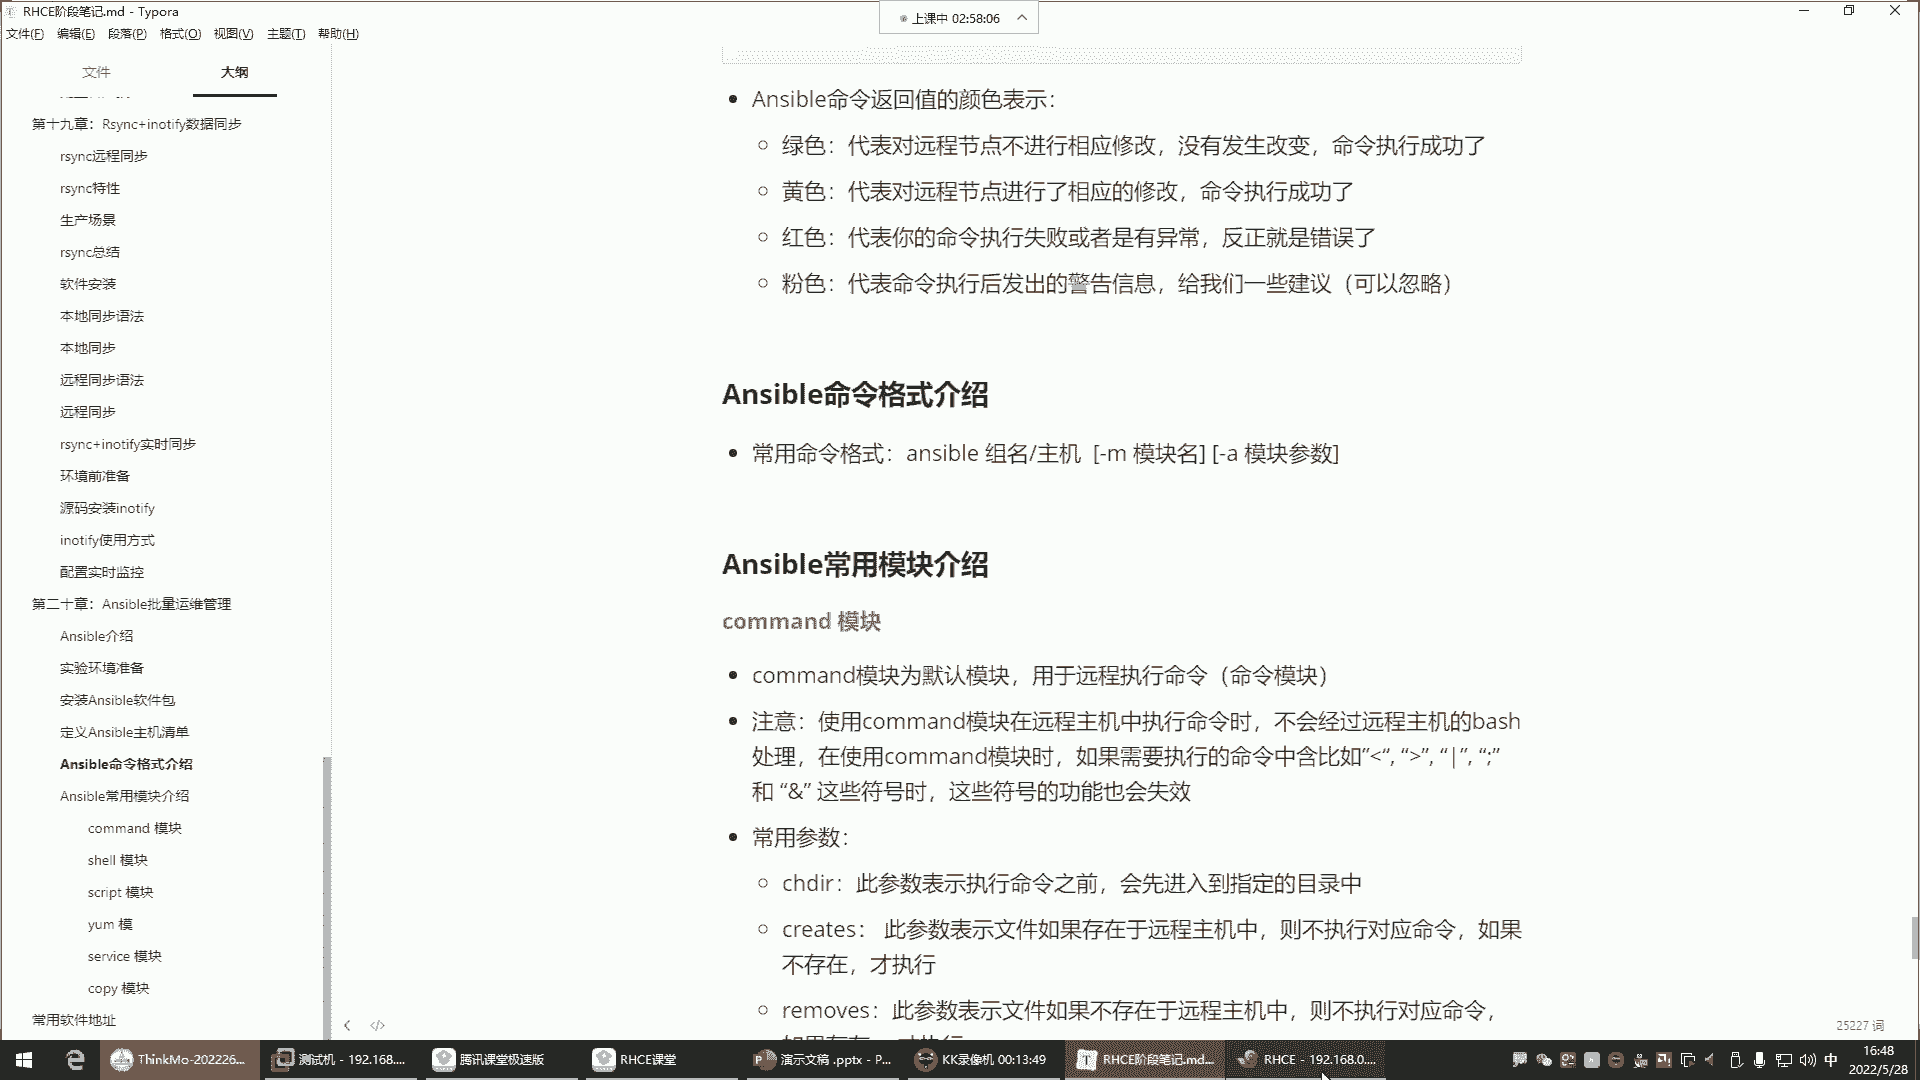 RHCE阶段笔记.md - Typora
上课中 02:58:06
文件(F) 编辑(E) 段落(P) 格式(O) 视图(V) 主题(T) 帮助(H)
文件 大纲
第十九章：Rsync+inotify数据同步
rsync远程同步
rsync特性
生产场景
rsync总结
软件安装
本地同步语法
本地同步
远程同步语法
远程同步
rsync+inotify实时同步
环境前准备
源码安装inotify
inotify使用方式
配置实时监控
第二十章：Ansible批量运维管理
Ansible介绍
实验环境准备
安装Ansible软件包
定义Ansible主机清单
Ansible命令格式介绍
Ansible常用模块介绍
command 模块
shell 模块
script 模块
yum 模
service 模块
copy 模块
常用软件地址
Ansible命令返回值的颜色表示：
绿色：代表对远程节点不进行相应修改，没有发生改变，命令执行成功了
黄色：代表对远程节点进行了相应的修改，命令执行成功了
红色：代表你的命令执行失败或者是有异常，反正就是错误了
粉色：代表命令执行后发出的警告信息，给我们一些建议（可以忽略）
Ansible命令格式介绍
常用命令格式：ansible 组名/主机 [-m 模块名] [-a 模块参数]
Ansible常用模块介绍
command 模块
command模块为默认模块，用于远程执行命令（命令模块）
注意：使用command模块在远程主机中执行命令时，不会经过远程主机的bash
处理，在使用command模块时，如果需要执行的命令中含比如”<“, “>”, “|”, “;”
和 “&” 这些符号时，这些符号的功能也会失效
常用参数：
chdir：此参数表示执行命令之前，会先进入到指定的目录中
creates： 此参数表示文件如果存在于远程主机中，则不执行对应命令，如果
不存在，才执行
removes：此参数表示文件如果不存在于远程主机中，则不执行对应命令，
25227 词
ThinkMo-202226... 测试机 - 192.168.... 腾讯课堂极速版 RHCE课堂 演示文稿 .pptx - P... KK录像机 00:13:49 RHCE阶段笔记.md... RHCE - 192.168.0.... 中
16:48
2022/5/28